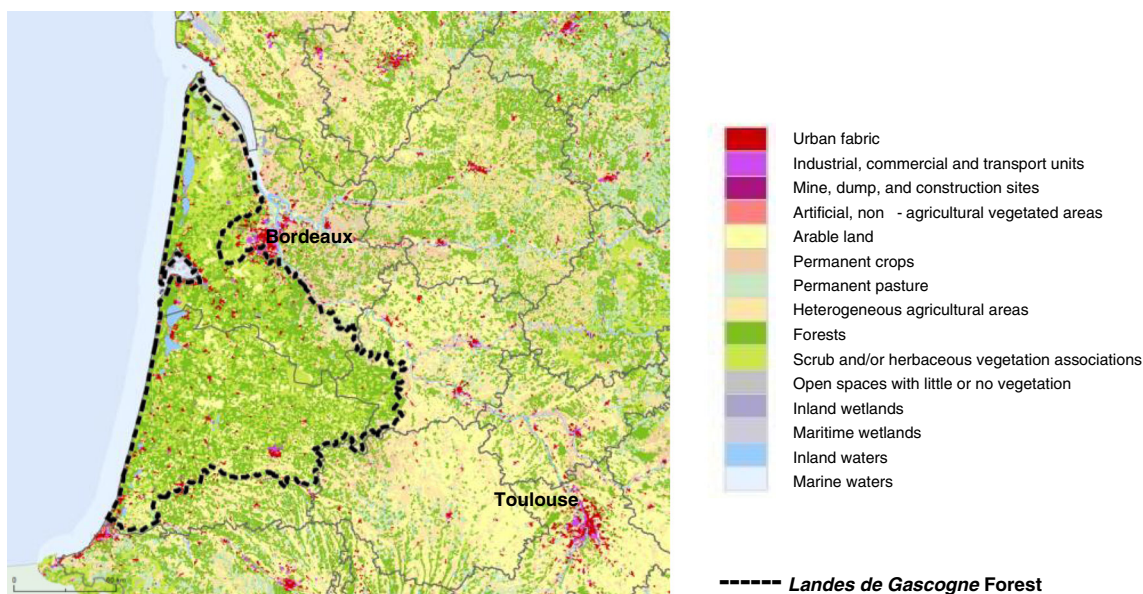 Bordeaux
Toulouse
0
Urban fabric
Industrial, commercial and transport units
Mine, dump, and construction sites
Artificial, non - agricultural vegetated areas
Arable land
Permanent crops
Permanent pasture
Heterogeneous agricultural areas
Forests
Scrub and/or herbaceous vegetation associations
Open spaces with little or no vegetation
Inland wetlands
Maritime wetlands
Inland waters
Marine waters
Landes de Gascogne Forest